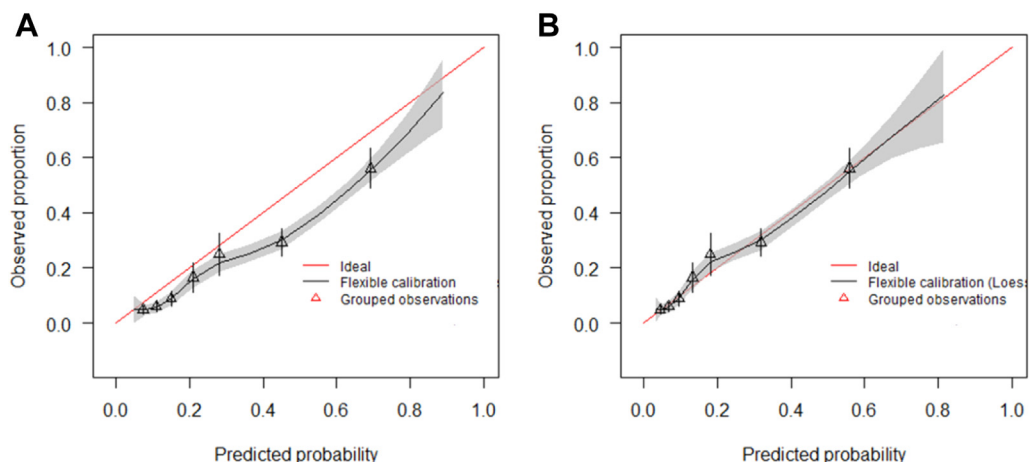 A
Observed proportion
1.0
0.8
0.6
0.4
0.2
0.0
Ideal
Flexible calibration
Grouped observations
s
0.0 0.2 0.4 0.6 0.8 1.0
Predicted probability
B
Observed proportion
1.0
0.8
0.6
0.4
0.2
0.0
Ideal
Flexible calibration (Loes
Grouped observations
0.0 0.2 0.4 0.6 0.8 1.0
Predicted probability